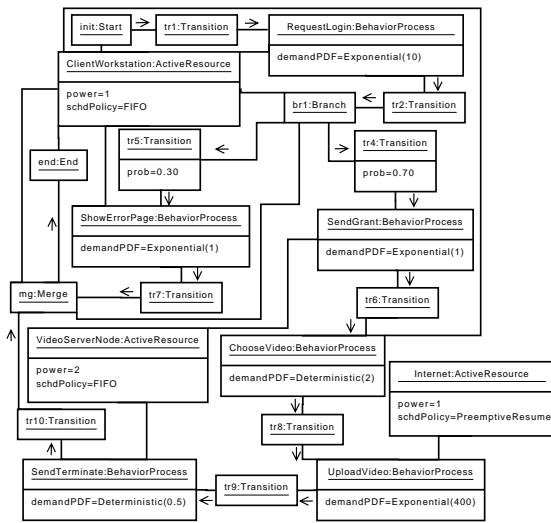 init:Start
tr1:Transition
RequestLogin:BehaviorProcess
demandPDF=Exponential(10)
ClientWorkstation:ActiveResource
power=1
schdPolicy=FIFO
br1:Branch
tr2:Transition
tr5:Transition
prob=0.30
tr4:Transition
prob=0.70
end:End
ShowErrorPage:BehaviorProcess
demandPDF=Exponential(1)
SendGrant:BehaviorProcess
demandPDF=Exponential(1)
mg:Merge
tr7:Transition
tr6:Transition
VideoServerNode:ActiveResource
power=2
schdPolicy=FIFO
ChooseVideo:BehaviorProcess
demandPDF=Deterministic(2)
Internet:ActiveResource
power=1
schdPolicy=PreemptiveResume
tr10:Transition
tr8:Transition
SendTerminate:BehaviorProcess
demandPDF=Deterministic(0.5)
tr9:Transition
UploadVideo:BehaviorProcess
demandPDF=Exponential(400)